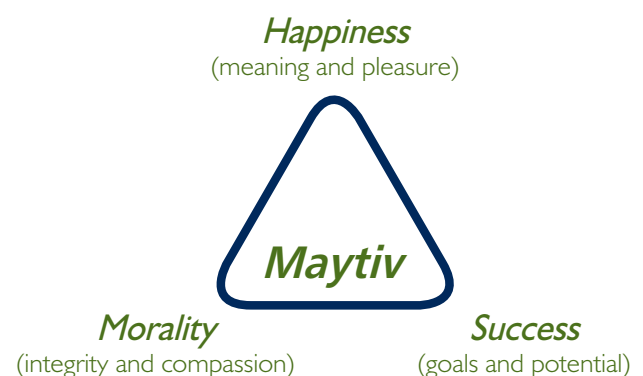 Happiness
(meaning and pleasure)
Maytiv
Morality
(integrity and compassion)
Success
(goals and potential)